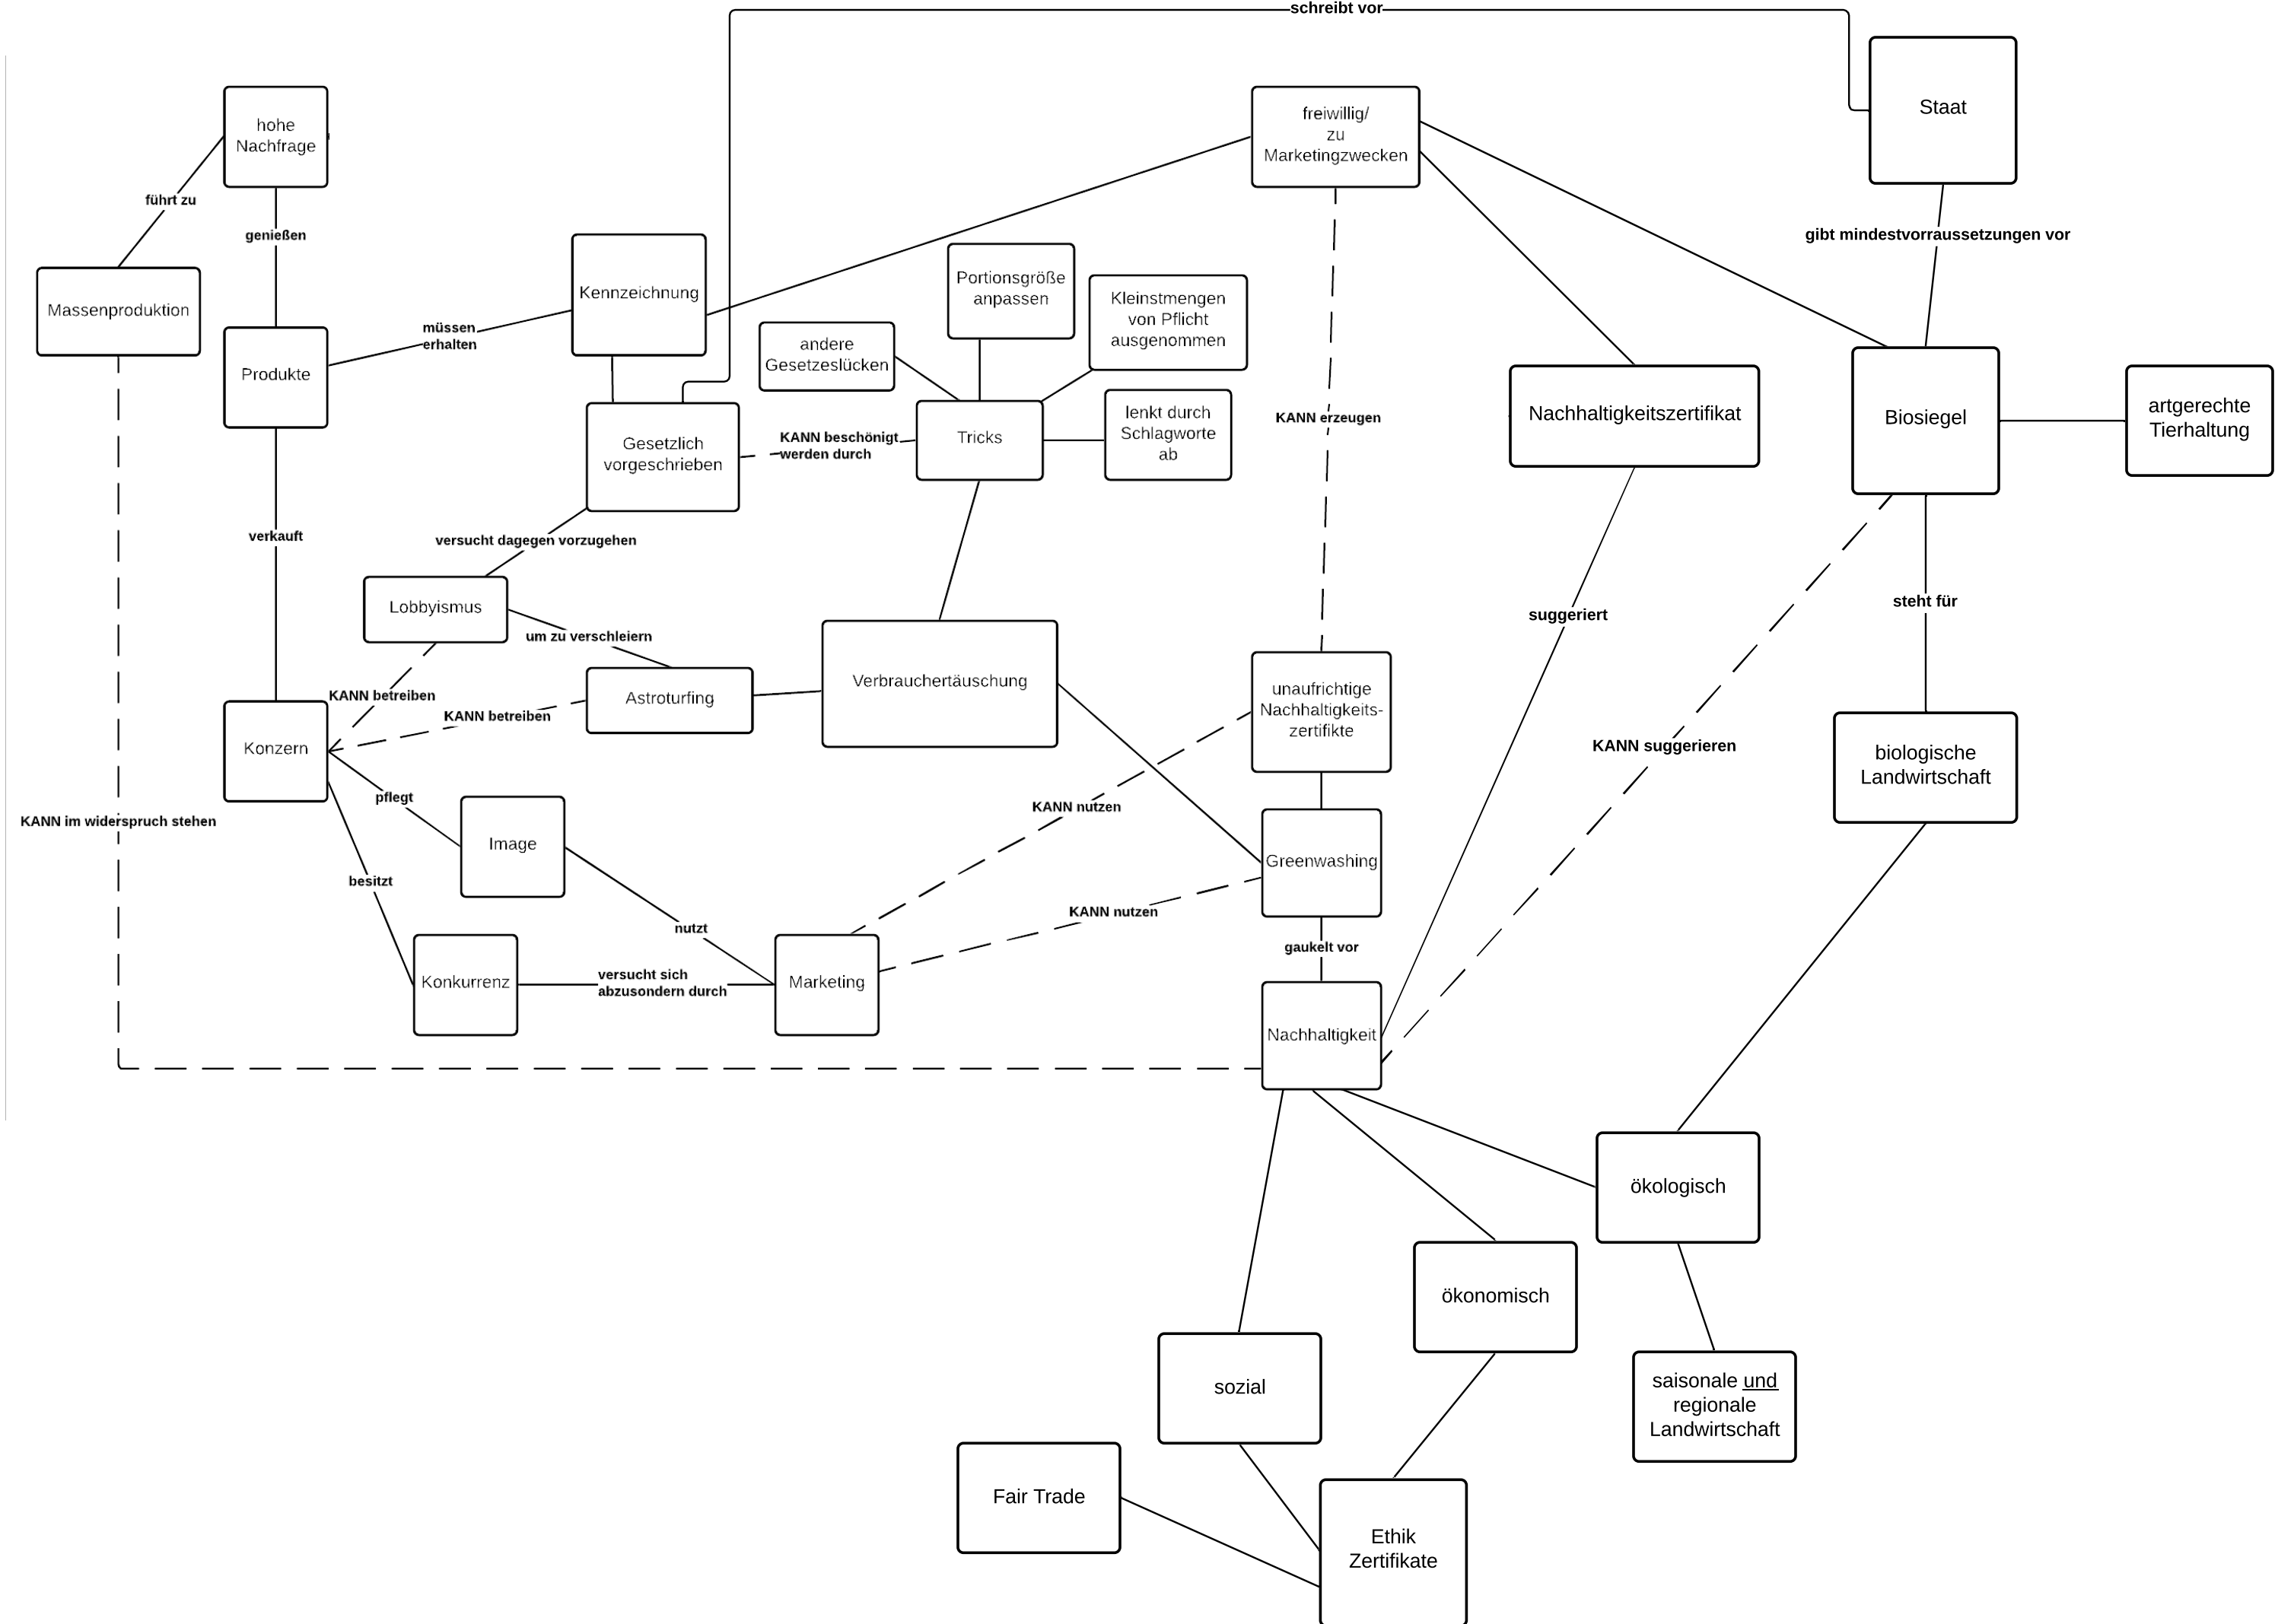 schreibt vor
Staat
hohe
Nachfrage
freiwillig/
zu
Marketingzwecken
führt zu
genießen
gibt mindestvorraussetzungen vor
Massenproduktion
Kennzeichnung
Portionsgröße
anpassen
Kleinstmengen
von Pflicht
ausgenommen
müssen
erhalten
andere
Gesetzeslücken
Produkte
Gesetzlich
vorgeschrieben
KANN beschönigt
werden durch
Tricks
lenkt durch
Schlagworte
ab
KANN erzeugen
Nachhaltigkeitszertifikat
Biosiegel
artgerechte
Tierhaltung
verkauft
versucht dagegen vorzugehen
Lobbyismus
um zu verschleiern
suggeriert
steht für
KANN betreiben
KANN betreiben
Astroturfing
Verbrauchertäuschung
unaufrichtige
Nachhaltigkeits-
zertifikte
Konzern
KANN suggerieren
biologische
Landwirtschaft
pflegt
KANN im widerspruch stehen
Image
KANN nutzen
Greenwashing
besitzt
nutzt
KANN nutzen
gaukelt vor
Konkurrenz
versucht sich
abzusondern durch
Marketing
Nachhaltigkeit
ökologisch
ökonomisch
sozial
saisonale und
regionale
Landwirtschaft
Fair Trade
Ethik
Zertifikate